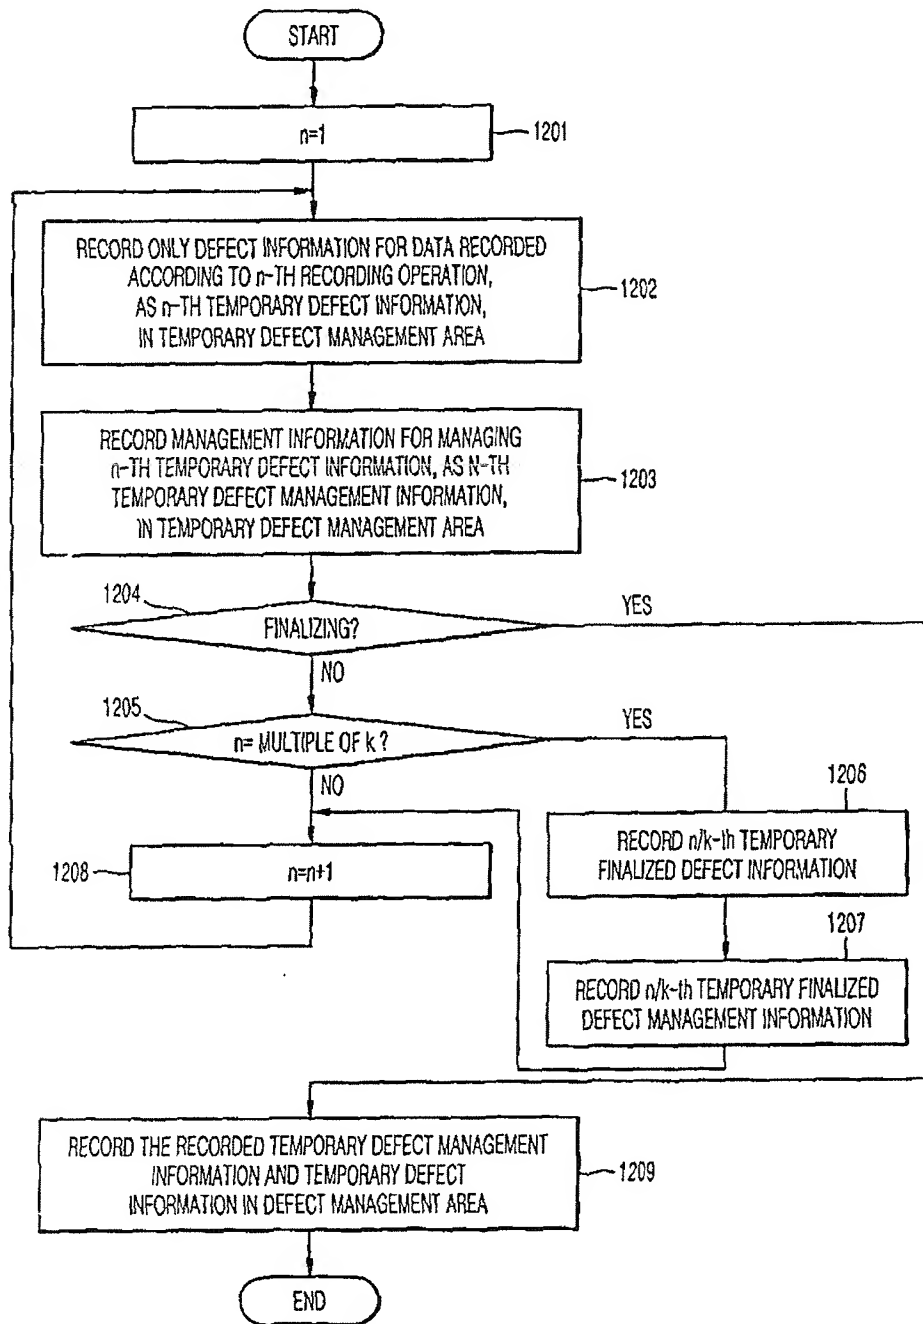 START
n=1
1201
RECORD ONLY DEFECT INFORMATION FOR DATA RECORDED
ACCORDING TO n-TH RECORDING OPERATION,
AS n-TH TEMPORARY DEFECT INFORMATION,
IN TEMPORARY DEFECT MANAGEMENT AREA
1202
RECORD MANAGEMENT INFORMATION FOR MANAGING
n-TH TEMPORARY DEFECT INFORMATION, AS N-TH
TEMPORARY DEFECT MANAGEMENT INFORMATION,
IN TEMPORARY DEFECT MANAGEMENT AREA
1203
1204
FINALIZING?
YES
NO
1205
n= MULTIPLE OF k ?
YES
NO
1206
RECORD n/k-th TEMPORARY
FINALIZED DEFECT INFORMATION
1208
n=n+1
1207
RECORD n/k-th TEMPORARY FINALIZED
DEFECT MANAGEMENT INFORMATION
RECORD THE RECORDED TEMPORARY DEFECT MANAGEMENT
INFORMATION AND TEMPORARY DEFECT
INFORMATION IN DEFECT MANAGEMENT AREA
1209
END